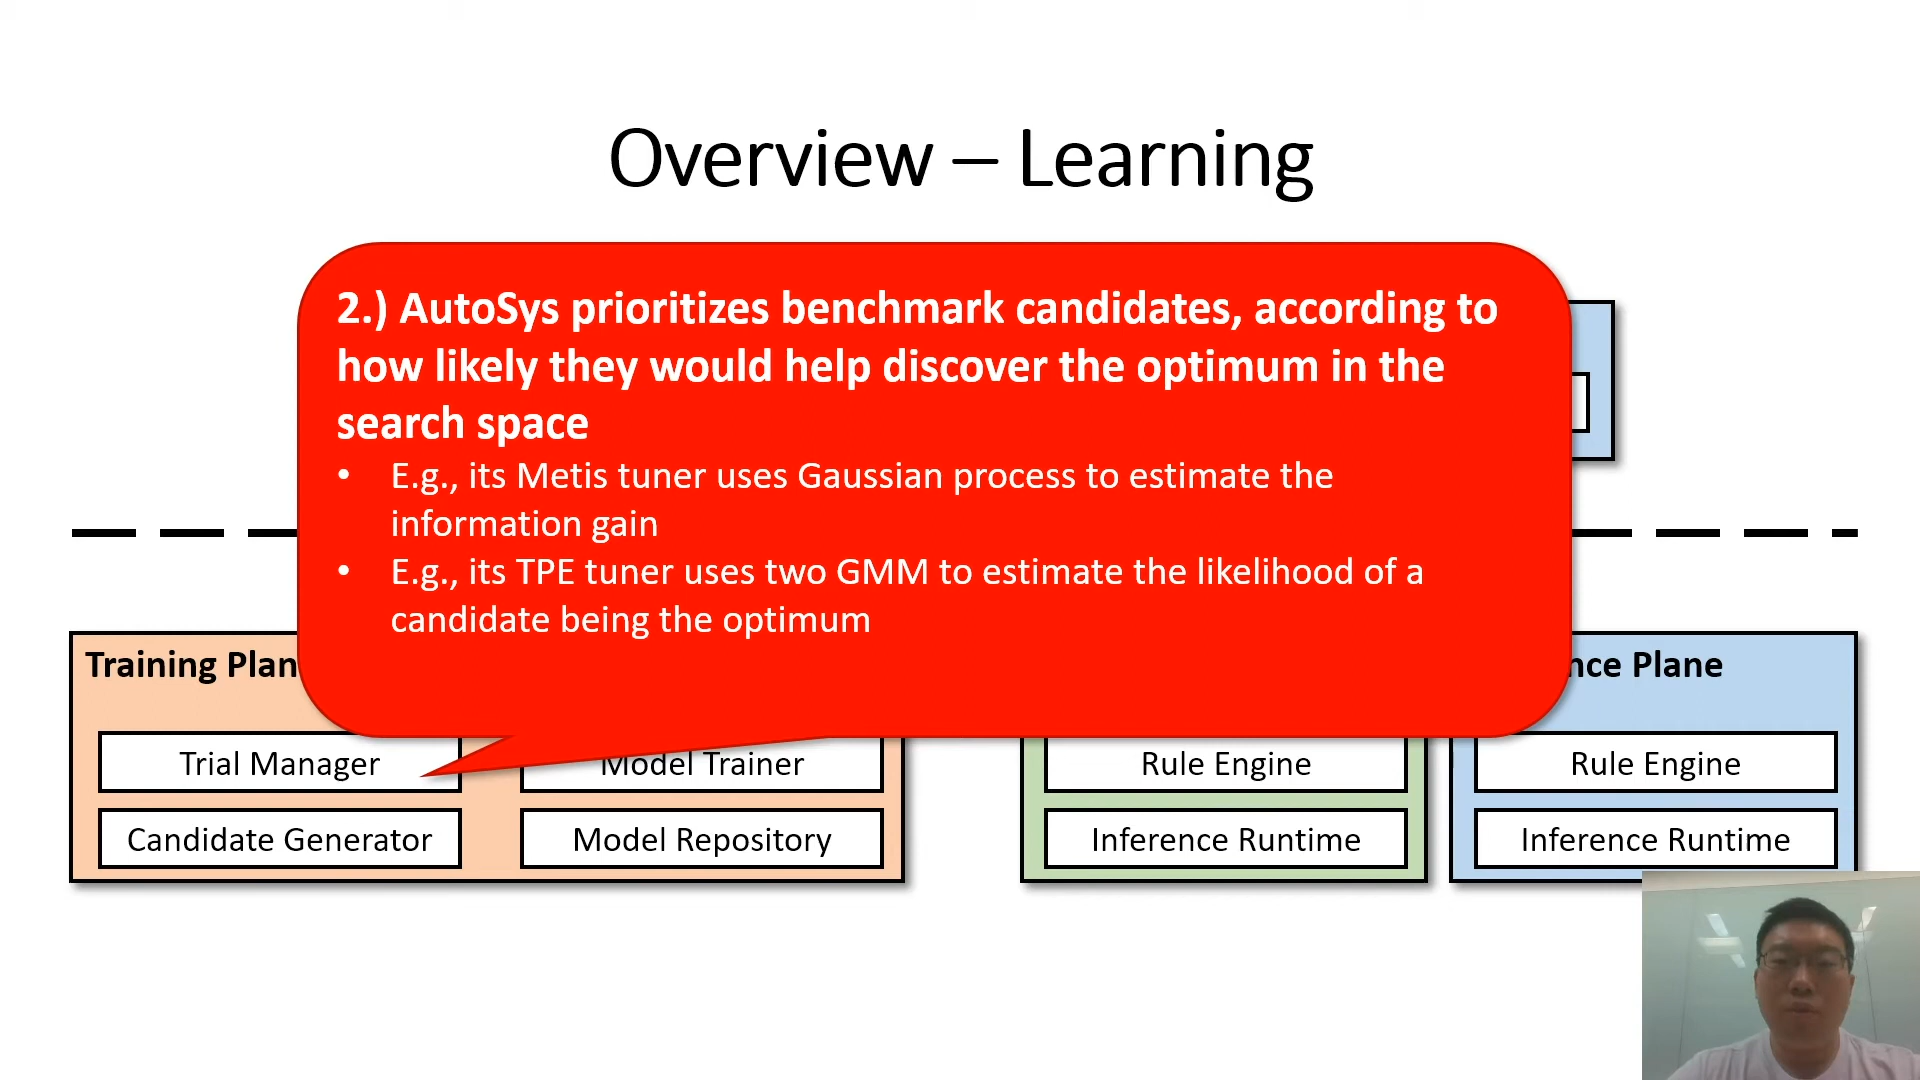 Overview – Learning
2.) AutoSys prioritizes benchmark candidates, according to
how likely they would help discover the optimum in the
search space
• E.g., its Metis tuner uses Gaussian process to estimate the
information gain
• E.g., its TPE tuner uses two GMM to estimate the likelihood of a
candidate being the optimum
Training Plan
nce Plane
Trial Manager
Model Trainer
Rule Engine
Rule Engine
Candidate Generator
Model Repository
Inference Runtime
Inference Runtime